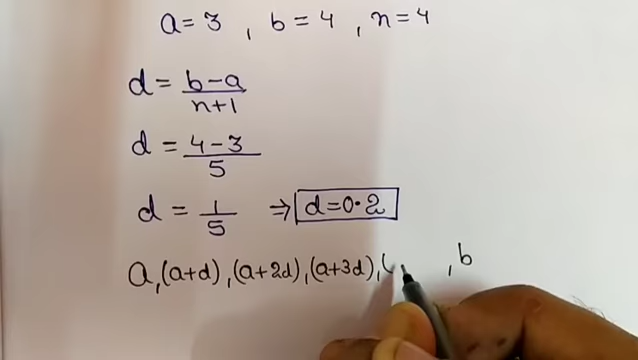 a = 3 , b = 4 , n = 4
d = b-a / n+1
d = 4-3 / 5
d = 1 / 5 ⇒ d = 0.2
a, (a+d), (a+2d), (a+3d), ( , b